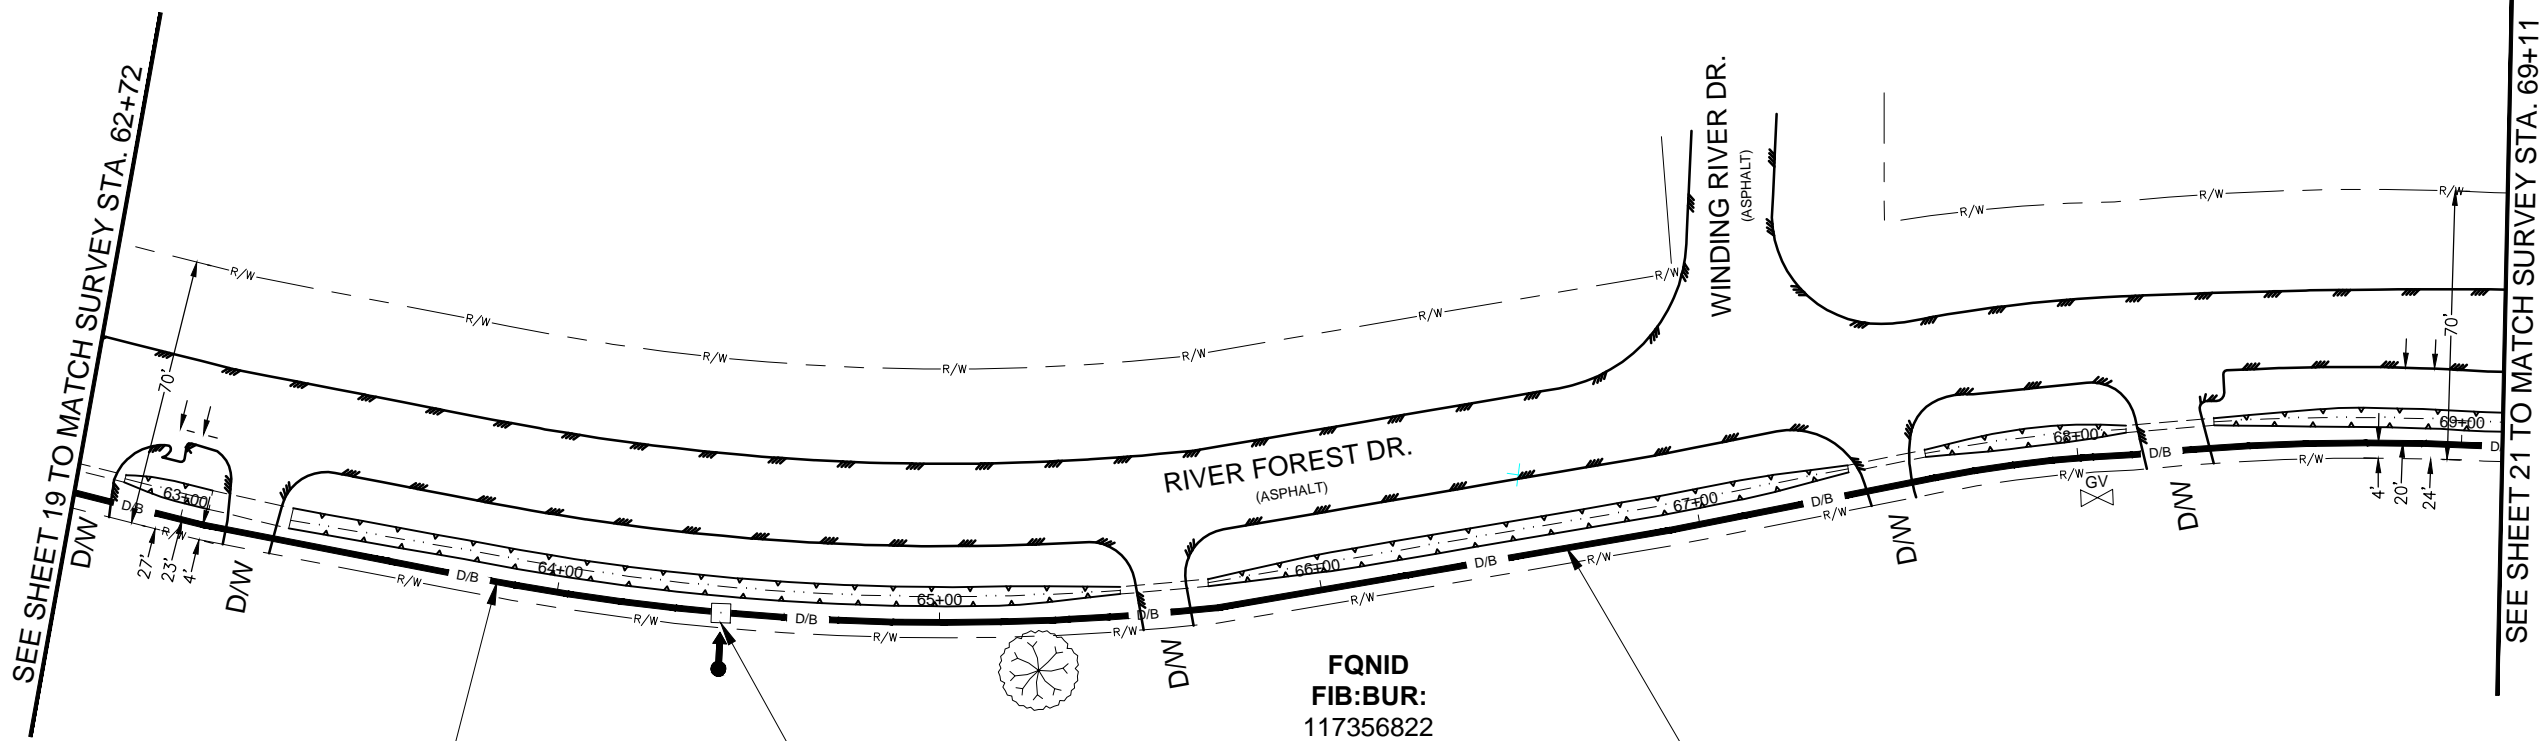 SEE SHEET 19 TO MATCH SURVEY STA. 62+72
SEE SHEET 21 TO MATCH SURVEY STA. 69+11
WINDING RIVER DR.
(ASPHALT)
RIVER FOREST DR.
(ASPHALT)
R/W
R/W
R/W
R/W
R/W
R/W
R/W
R/W
R/W
R/W
70'
70'
63+00
64+00
65+00
66+00
67+00
68+00
69+00
D/B
D/B
D/B
D/B
D/B
D/B
D/B
D
R/W
R/W
R/W
R/W
R/W
R/W
R/W
R/W
R/W
R/W
D/W
D/W
D/W
D/W
D/W
27'
23'
4'
GV
4'
20'
24'
FQNID
FIB:BUR:
117356822